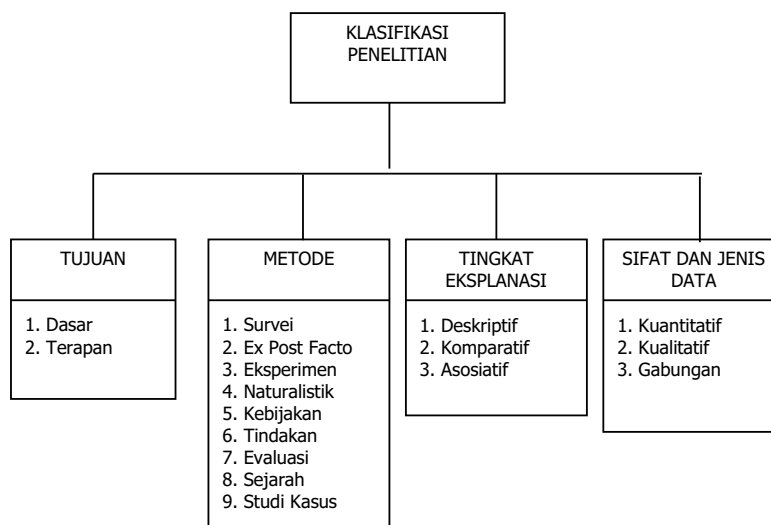 KLASIFIKASI
PENELITIAN
TUJUAN
1. Dasar
2. Terapan
METODE
1. Survei
2. Ex Post Facto
3. Eksperimen
4. Naturalistik
5. Kebijakan
6. Tindakan
7. Evaluasi
8. Sejarah
9. Studi Kasus
TINGKAT
EKSPLANASI
1. Deskriptif
2. Komparatif
3. Asosiatif
SIFAT DAN JENIS
DATA
1. Kuantitatif
2. Kualitatif
3. Gabungan